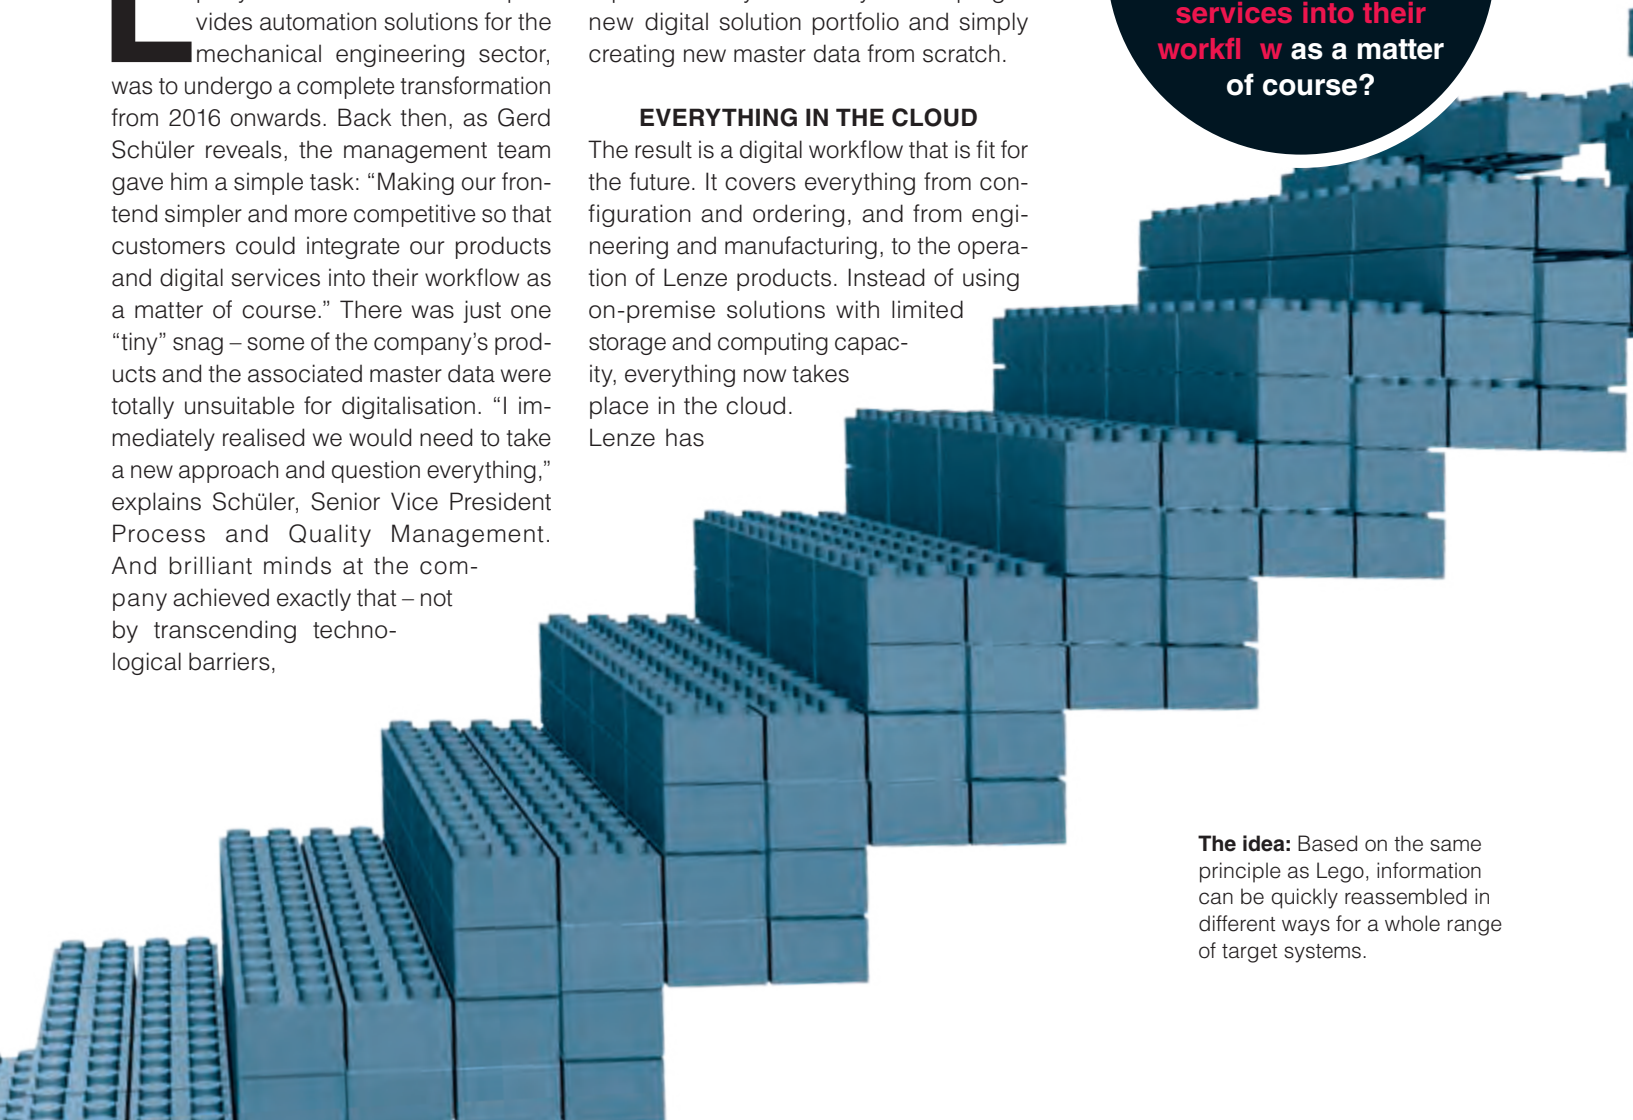 vides automation solutions for the
mechanical engineering sector,
was to undergo a complete transformation
from 2016 onwards. Back then, as Gerd
Schüler reveals, the management team
gave him a simple task: “Making our fron-
tend simpler and more competitive so that
customers could integrate our products
and digital services into their workflow as
a matter of course.” There was just one
“tiny” snag – some of the company’s prod-
ucts and the associated master data were
totally unsuitable for digitalisation. “I im-
mediately realised we would need to take
a new approach and question everything,”
explains Schüler, Senior Vice President
Process and Quality Management.
And brilliant minds at the com-
pany achieved exactly that – not
by transcending techno-
logical barriers,
new digital solution portfolio and simply
creating new master data from scratch.
EVERYTHING IN THE CLOUD
The result is a digital workflow that is fit for
the future. It covers everything from con-
figuration and ordering, and from engi-
neering and manufacturing, to the opera-
tion of Lenze products. Instead of using
on-premise solutions with limited
storage and computing capac-
ity, everything now takes
place in the cloud.
Lenze has
services into their
workfl w as a matter
of course?
The idea: Based on the same
principle as Lego, information
can be quickly reassembled in
different ways for a whole range
of target systems.